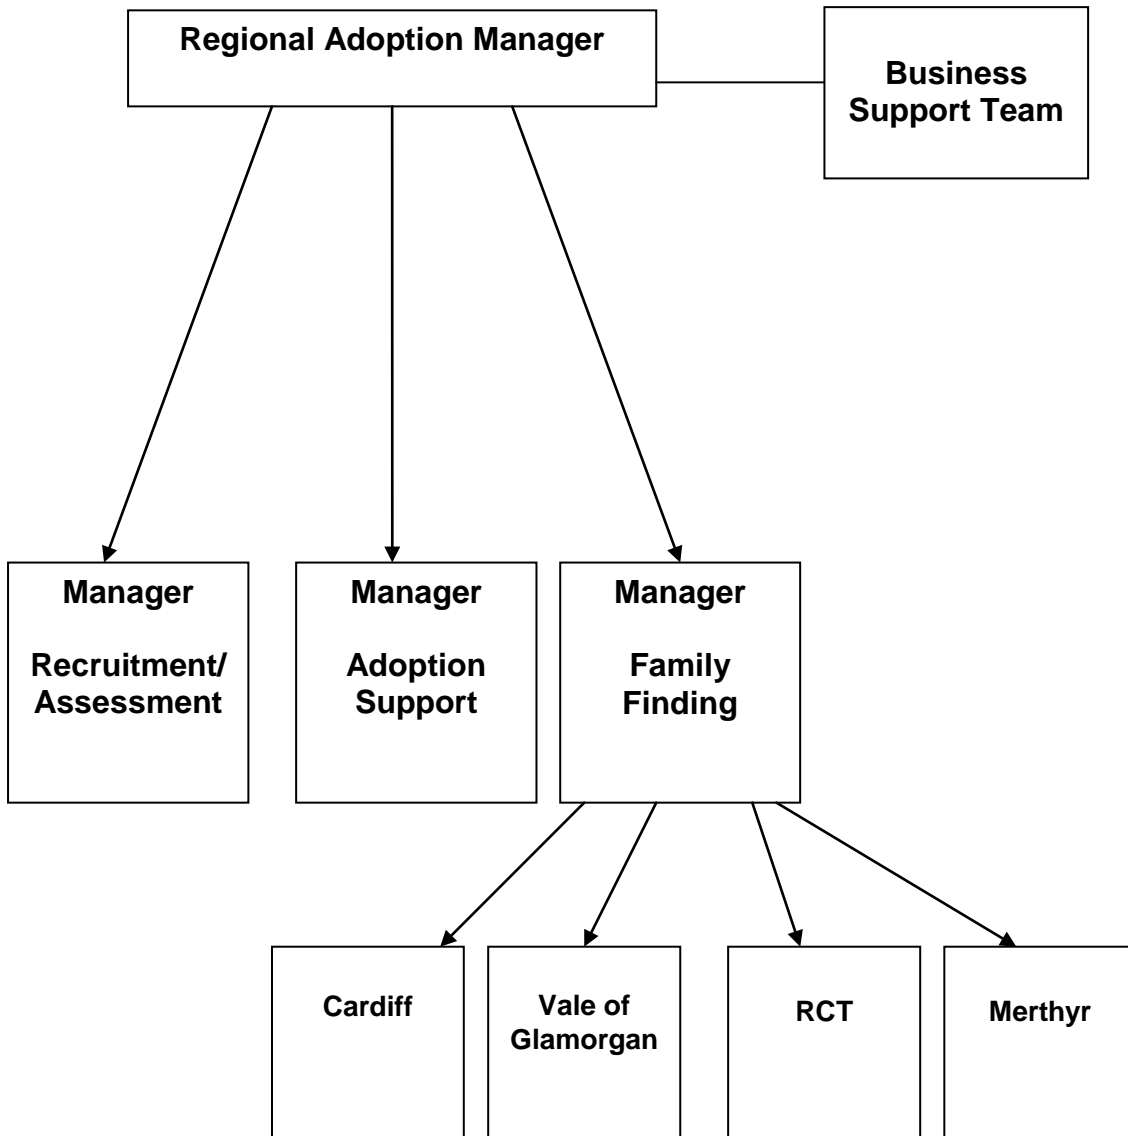 Regional Adoption Manager
Business
Support Team
Manager
Recruitment/
Assessment
Manager
Adoption
Support
Manager
Family
Finding
Cardiff
Vale of
Glamorgan
RCT
Merthyr